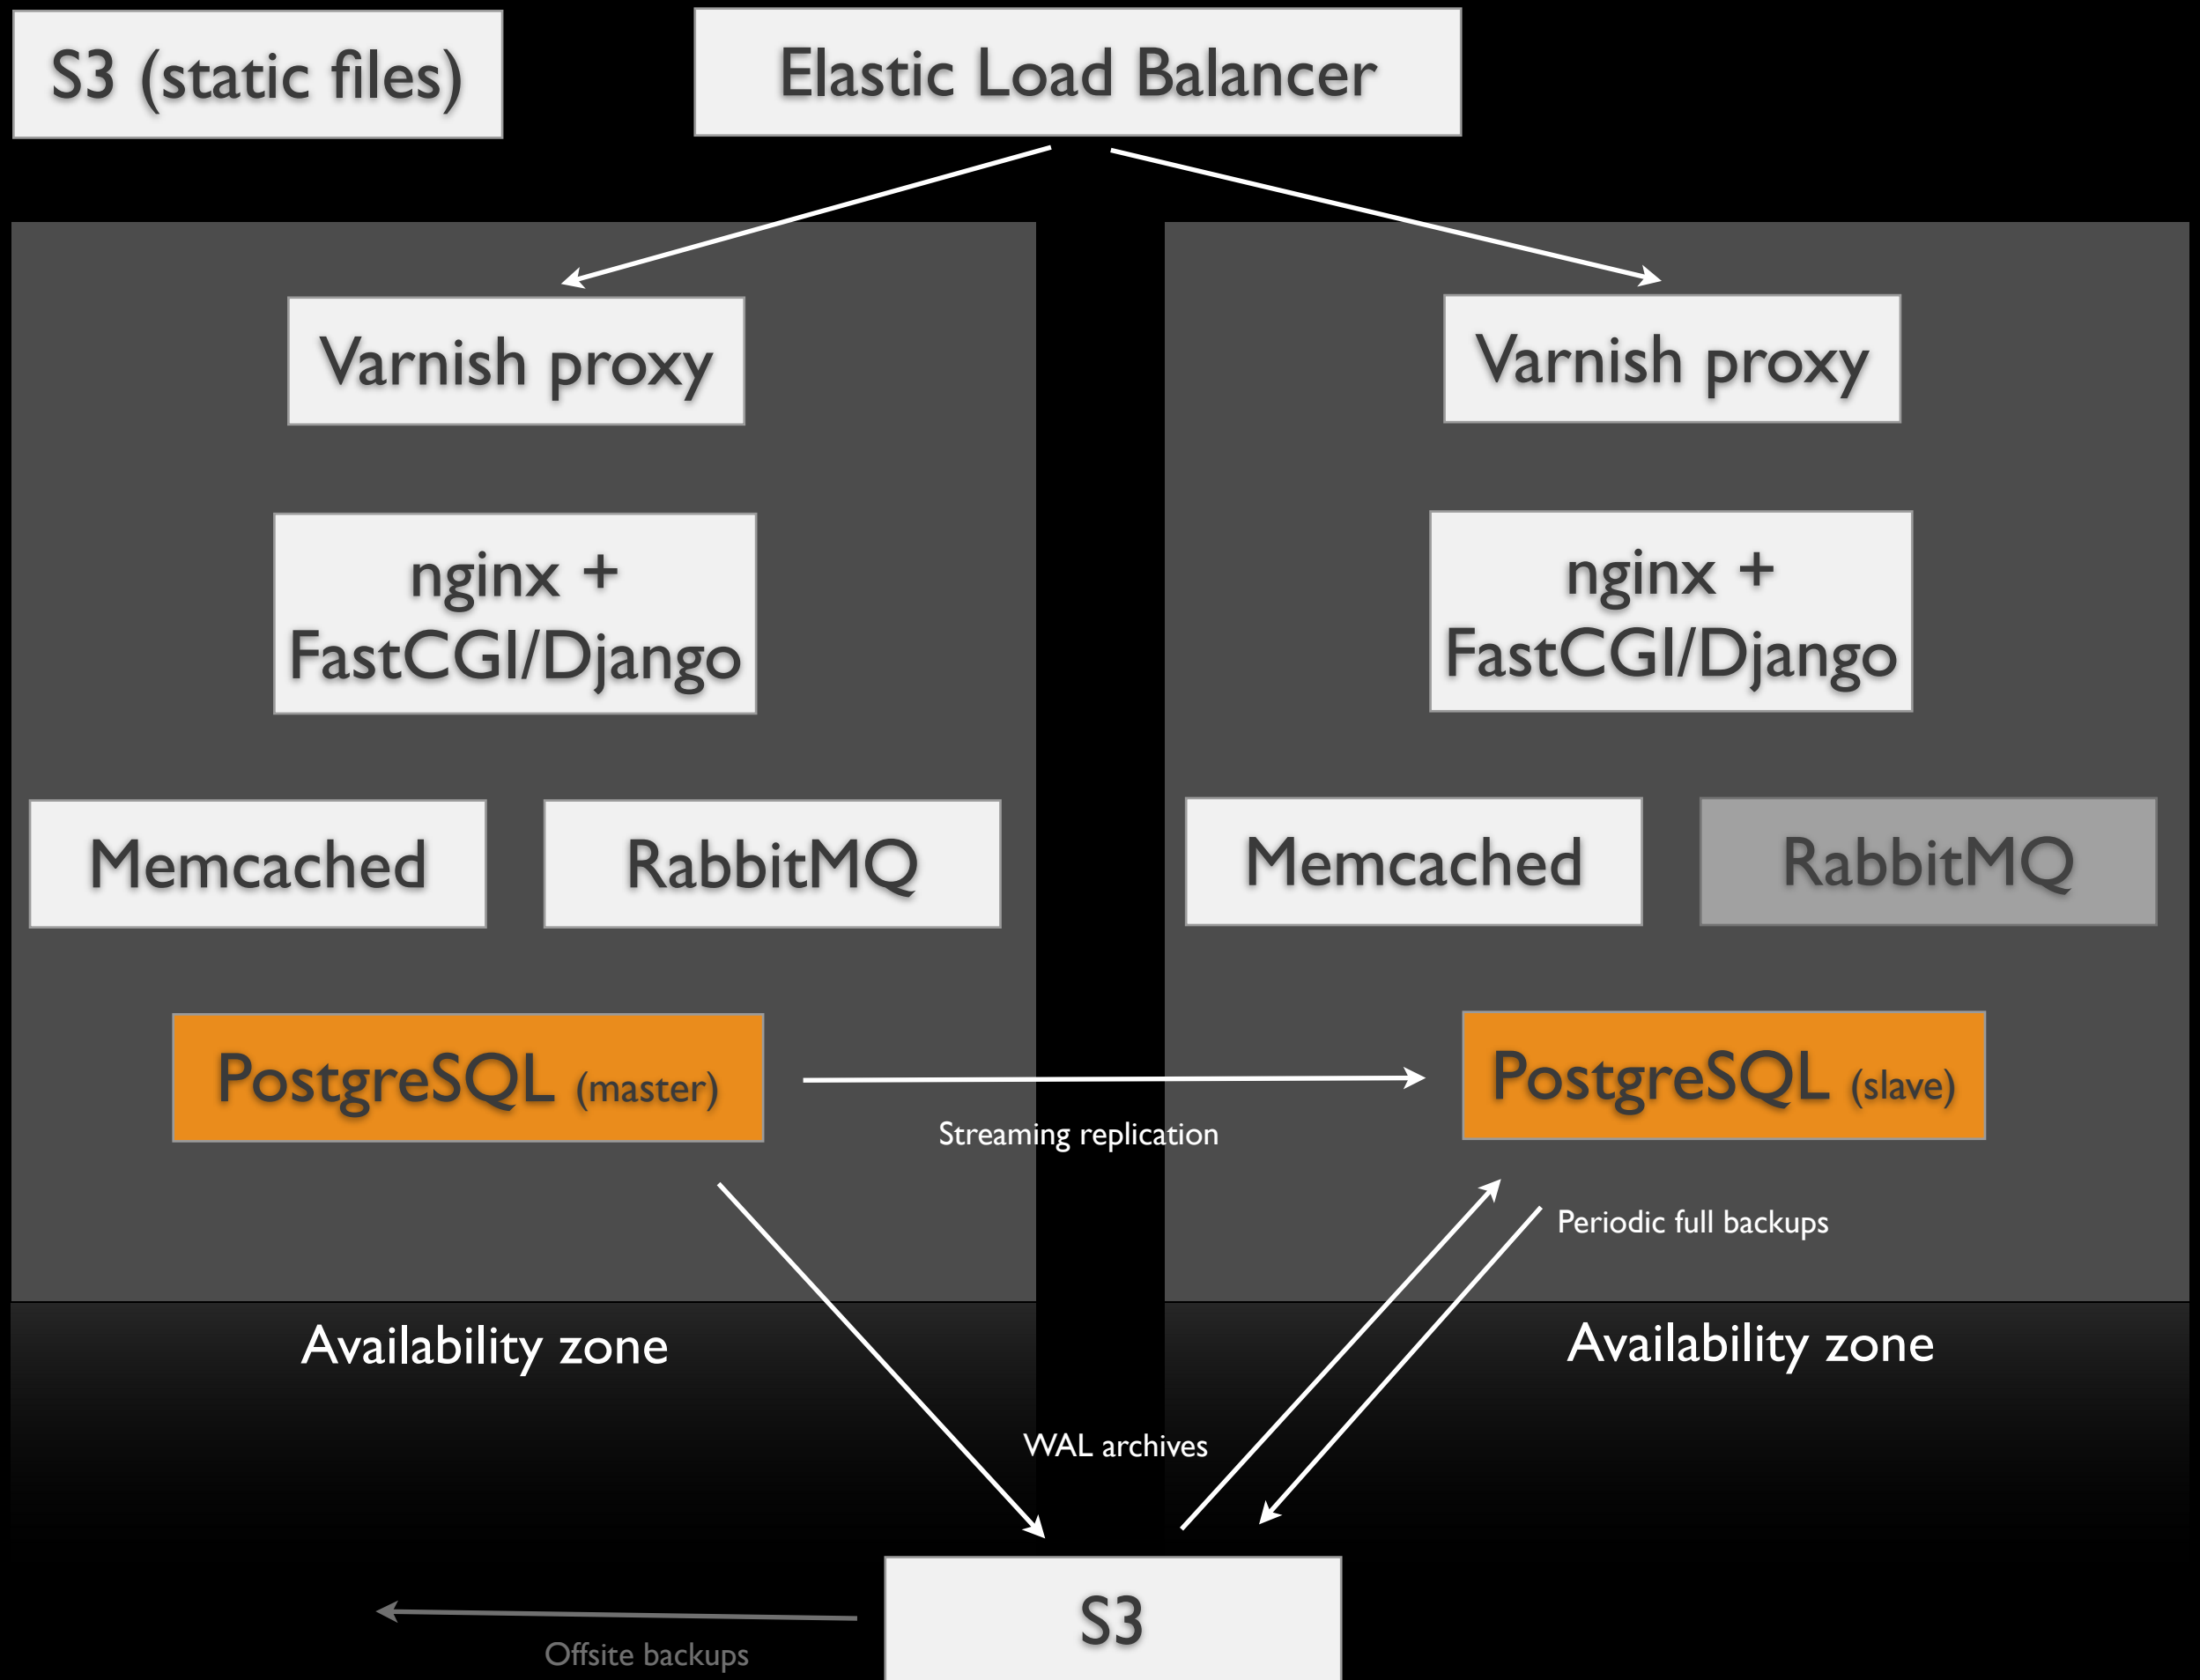 S3 (static files)
Elastic Load Balancer
Varnish proxy
Varnish proxy
nginx +
FastCGI/Django
nginx +
FastCGI/Django
Memcached
RabbitMQ
Memcached
RabbitMQ
PostgreSQL (master)
PostgreSQL (slave)
Streaming replication
Periodic full backups
Availability zone
Availability zone
WAL archives
S3
Offsite backups